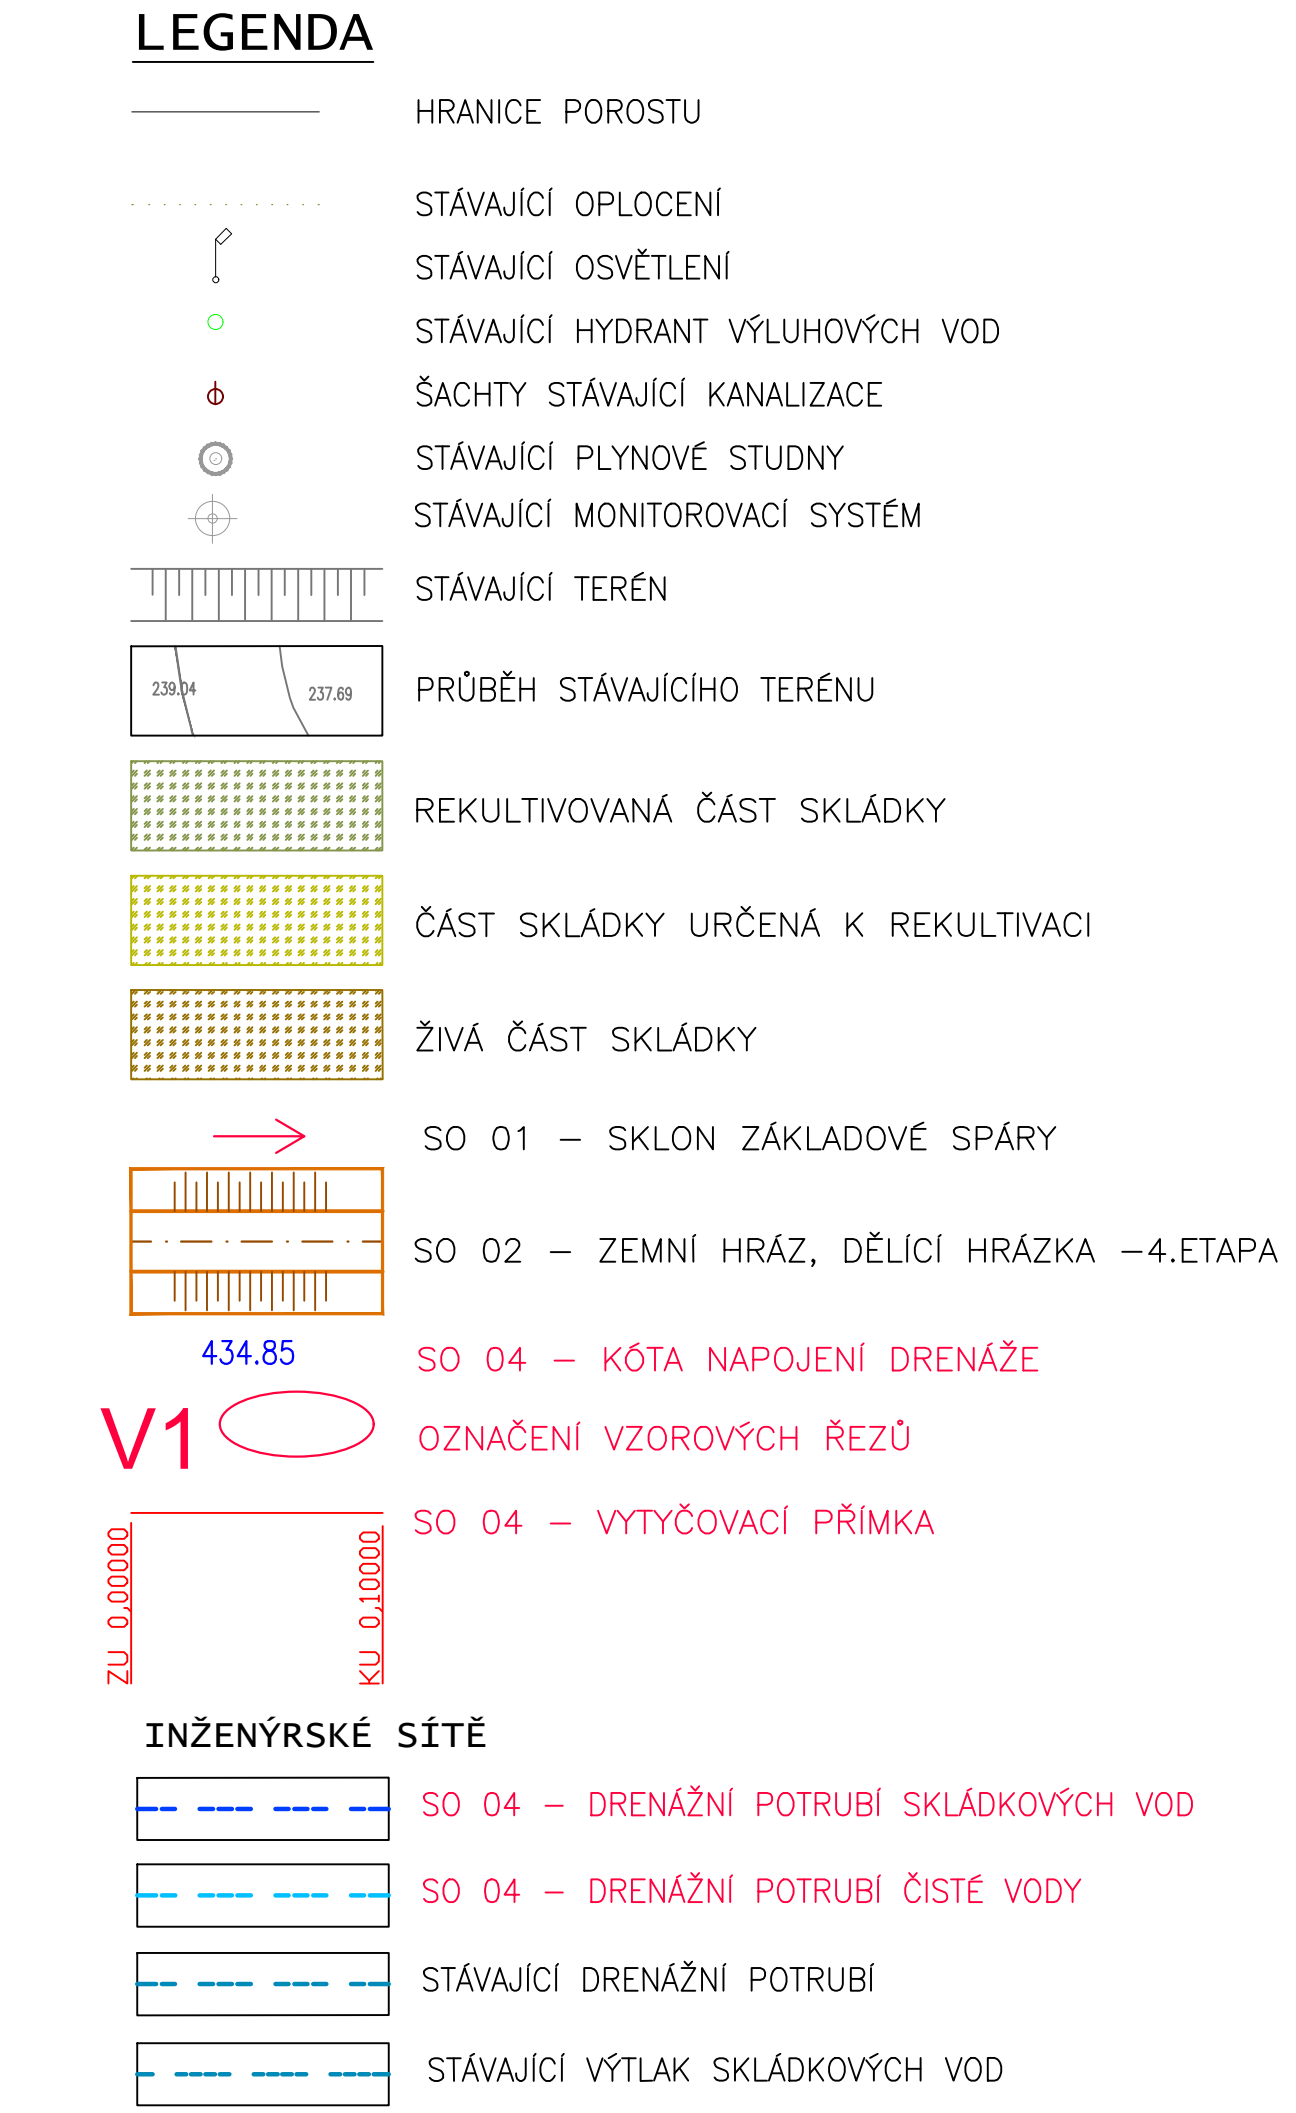 LEGENDA
HRANICE POROSTU
STÁVAJÍCÍ OPLOCENÍ
STÁVAJÍCÍ OSVĚTLENÍ
STÁVAJÍCÍ HYDRANT VÝLUHOVÝCH VOD
ŠACHTY STÁVAJÍCÍ KANALIZACE
STÁVAJÍCÍ PLYNOVÉ STUDNY
STÁVAJÍCÍ MONITOROVACÍ SYSTÉM
STÁVAJÍCÍ TERÉN
239.04 237.69 PRŮBĚH STÁVAJÍCÍHO TERÉNU
REKULTIVOVANÁ ČÁST SKLÁDKY
ČÁST SKLÁDKY URČENÁ K REKULTIVACI
ŽIVÁ ČÁST SKLÁDKY
SO 01 – SKLON ZÁKLADOVÉ SPÁRY
SO 02 – ZEMNÍ HRÁZ, DĚLÍCÍ HRÁZKA –4.ETAPA
434.85 SO 04 – KÓTA NAPOJENÍ DRENÁŽE
V1 OZNAČENÍ VZOROVÝCH ŘEZŮ
SO 04 – VYTYČOVACÍ PŘÍMKA
ZU 0,00000
KU 0,10000
INŽENÝRSKÉ SÍTĚ
SO 04 – DRENÁŽNÍ POTRUBÍ SKLÁDKOVÝCH VOD
SO 04 – DRENÁŽNÍ POTRUBÍ ČISTÉ VODY
STÁVAJÍCÍ DRENÁŽNÍ POTRUBÍ
STÁVAJÍCÍ VÝTLAK SKLÁDKOVÝCH VOD